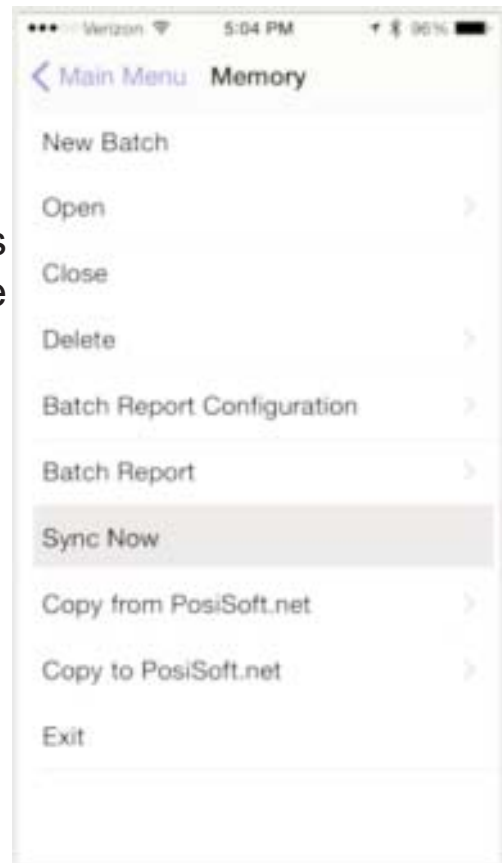 Verizon 5:04 PM 96%
Main Menu Memory
New Batch
Open
s
Close
e
Delete
Batch Report Configuration
Batch Report
Sync Now
Copy from PosiSoft.net
Copy to PosiSoft.net
Exit